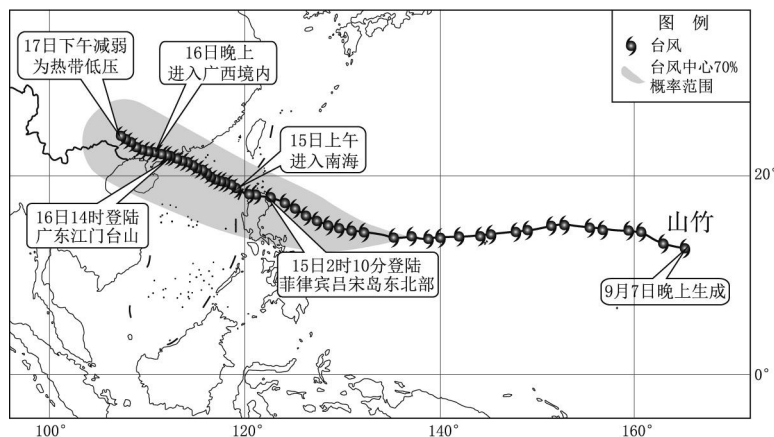 图 例
台风
台风中心70%
概率范围
17日下午减弱
为热带低压
16日晚上
进入广西境内
15日上午
进入南海
20°
16日14时登陆
广东江门台山
山竹
15日2时10分登陆
菲律宾吕宋岛东北部
9月7日晚上生成
0°
100°
120°
140°
160°